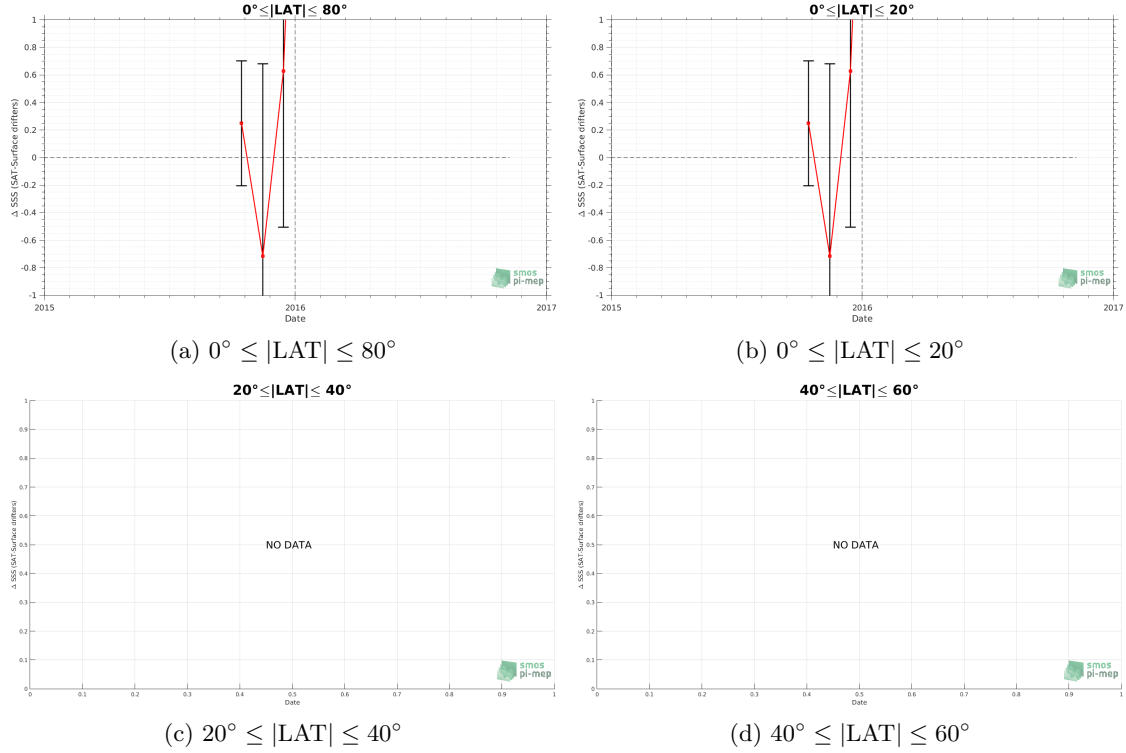 0°≤|LAT|≤ 80°
1
0.8
0.6
0.4
0.2
0
-0.2
-0.4
-0.6
-0.8
-1
Δ SSS (SAT-Surface drifters)
2015
2016
2017
Date
smos
pi-mep
(a) 0° ≤ |LAT| ≤ 80°
0°≤|LAT|≤ 20°
1
0.8
0.6
0.4
0.2
0
-0.2
-0.4
-0.6
-0.8
-1
Δ SSS (SAT-Surface drifters)
2015
2016
2017
Date
smos
pi-mep
(b) 0° ≤ |LAT| ≤ 20°
20°≤|LAT|≤ 40°
1
0.9
0.8
0.7
0.6
0.5
0.4
0.3
0.2
0.1
0
Δ SSS (SAT-Surface drifters)
NO DATA
0 0.1 0.2 0.3 0.4 0.5 0.6 0.7 0.8 0.9 1
Date
smos
pi-mep
(c) 20° ≤ |LAT| ≤ 40°
40°≤|LAT|≤ 60°
1
0.9
0.8
0.7
0.6
0.5
0.4
0.3
0.2
0.1
0
Δ SSS (SAT-Surface drifters)
NO DATA
0 0.1 0.2 0.3 0.4 0.5 0.6 0.7 0.8 0.9 1
Date
smos
pi-mep
(d) 40° ≤ |LAT| ≤ 60°